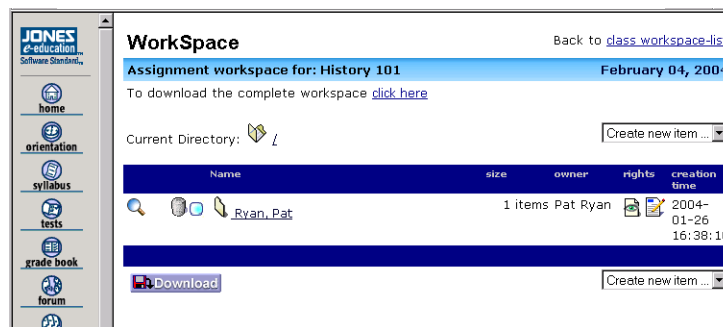 JONES
e-education
Software Standard
home
orientation
syllabus
tests
grade book
forum
WorkSpace
Back to class workspace-lis
Assignment workspace for: History 101
February 04, 2004
To download the complete workspace click here
Current Directory: /
Create new item ...
Name size owner rights creation time
Ryan, Pat 1 items Pat Ryan 2004-
01-26
16:38:1
Download
Create new item ...